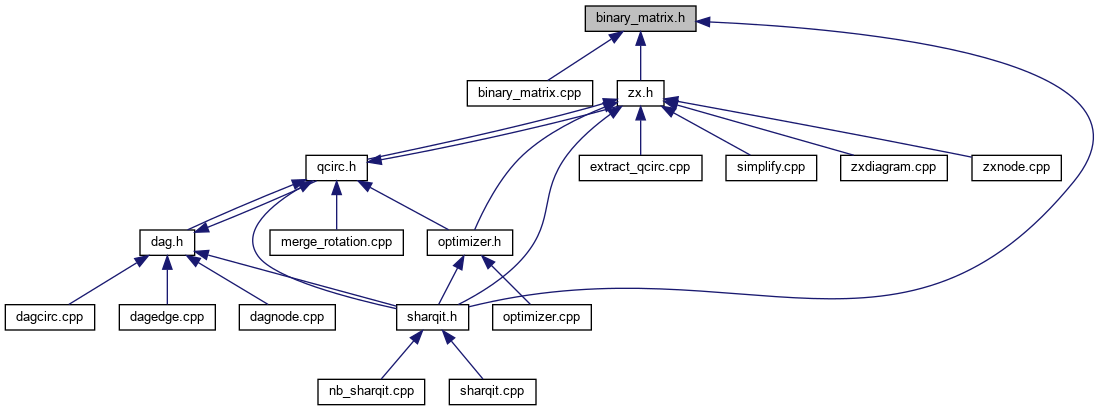 binary_matrix.h
binary_matrix.cpp
zx.h
qcirc.h
extract_qcirc.cpp
simplify.cpp
zxdiagram.cpp
zxnode.cpp
dag.h
merge_rotation.cpp
optimizer.h
dagcirc.cpp
dagedge.cpp
dagnode.cpp
sharqit.h
optimizer.cpp
nb_sharqit.cpp
sharqit.cpp